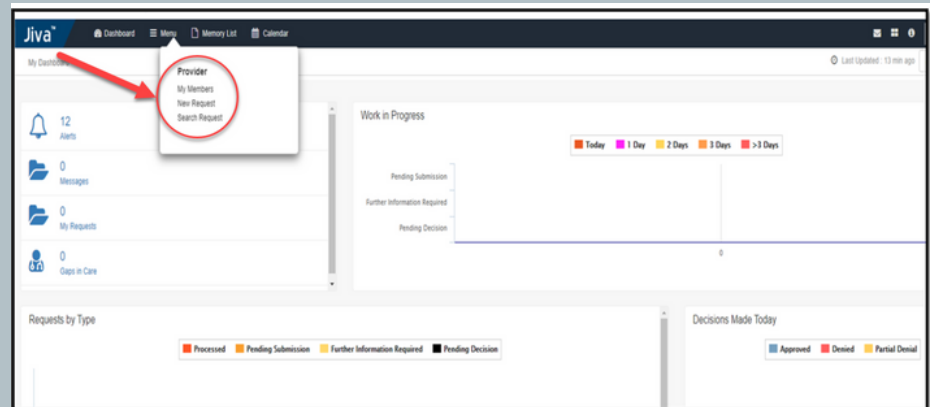 Jiva™ Dashboard Menu Memory List Calendar
My Dashboard
Last Updated : 13 min ago
Provider
My Members
New Request
Search Request
12
Alerts
0
Messages
0
My Requests
0
Gaps in Care
Work in Progress
Today 1 Day 2 Days 3 Days >3 Days
Pending Submission
Further Information Required
Pending Decision
0
Requests by Type
Processed Pending Submission Further Information Required Pending Decision
Decisions Made Today
Approved Denied Partial Denial